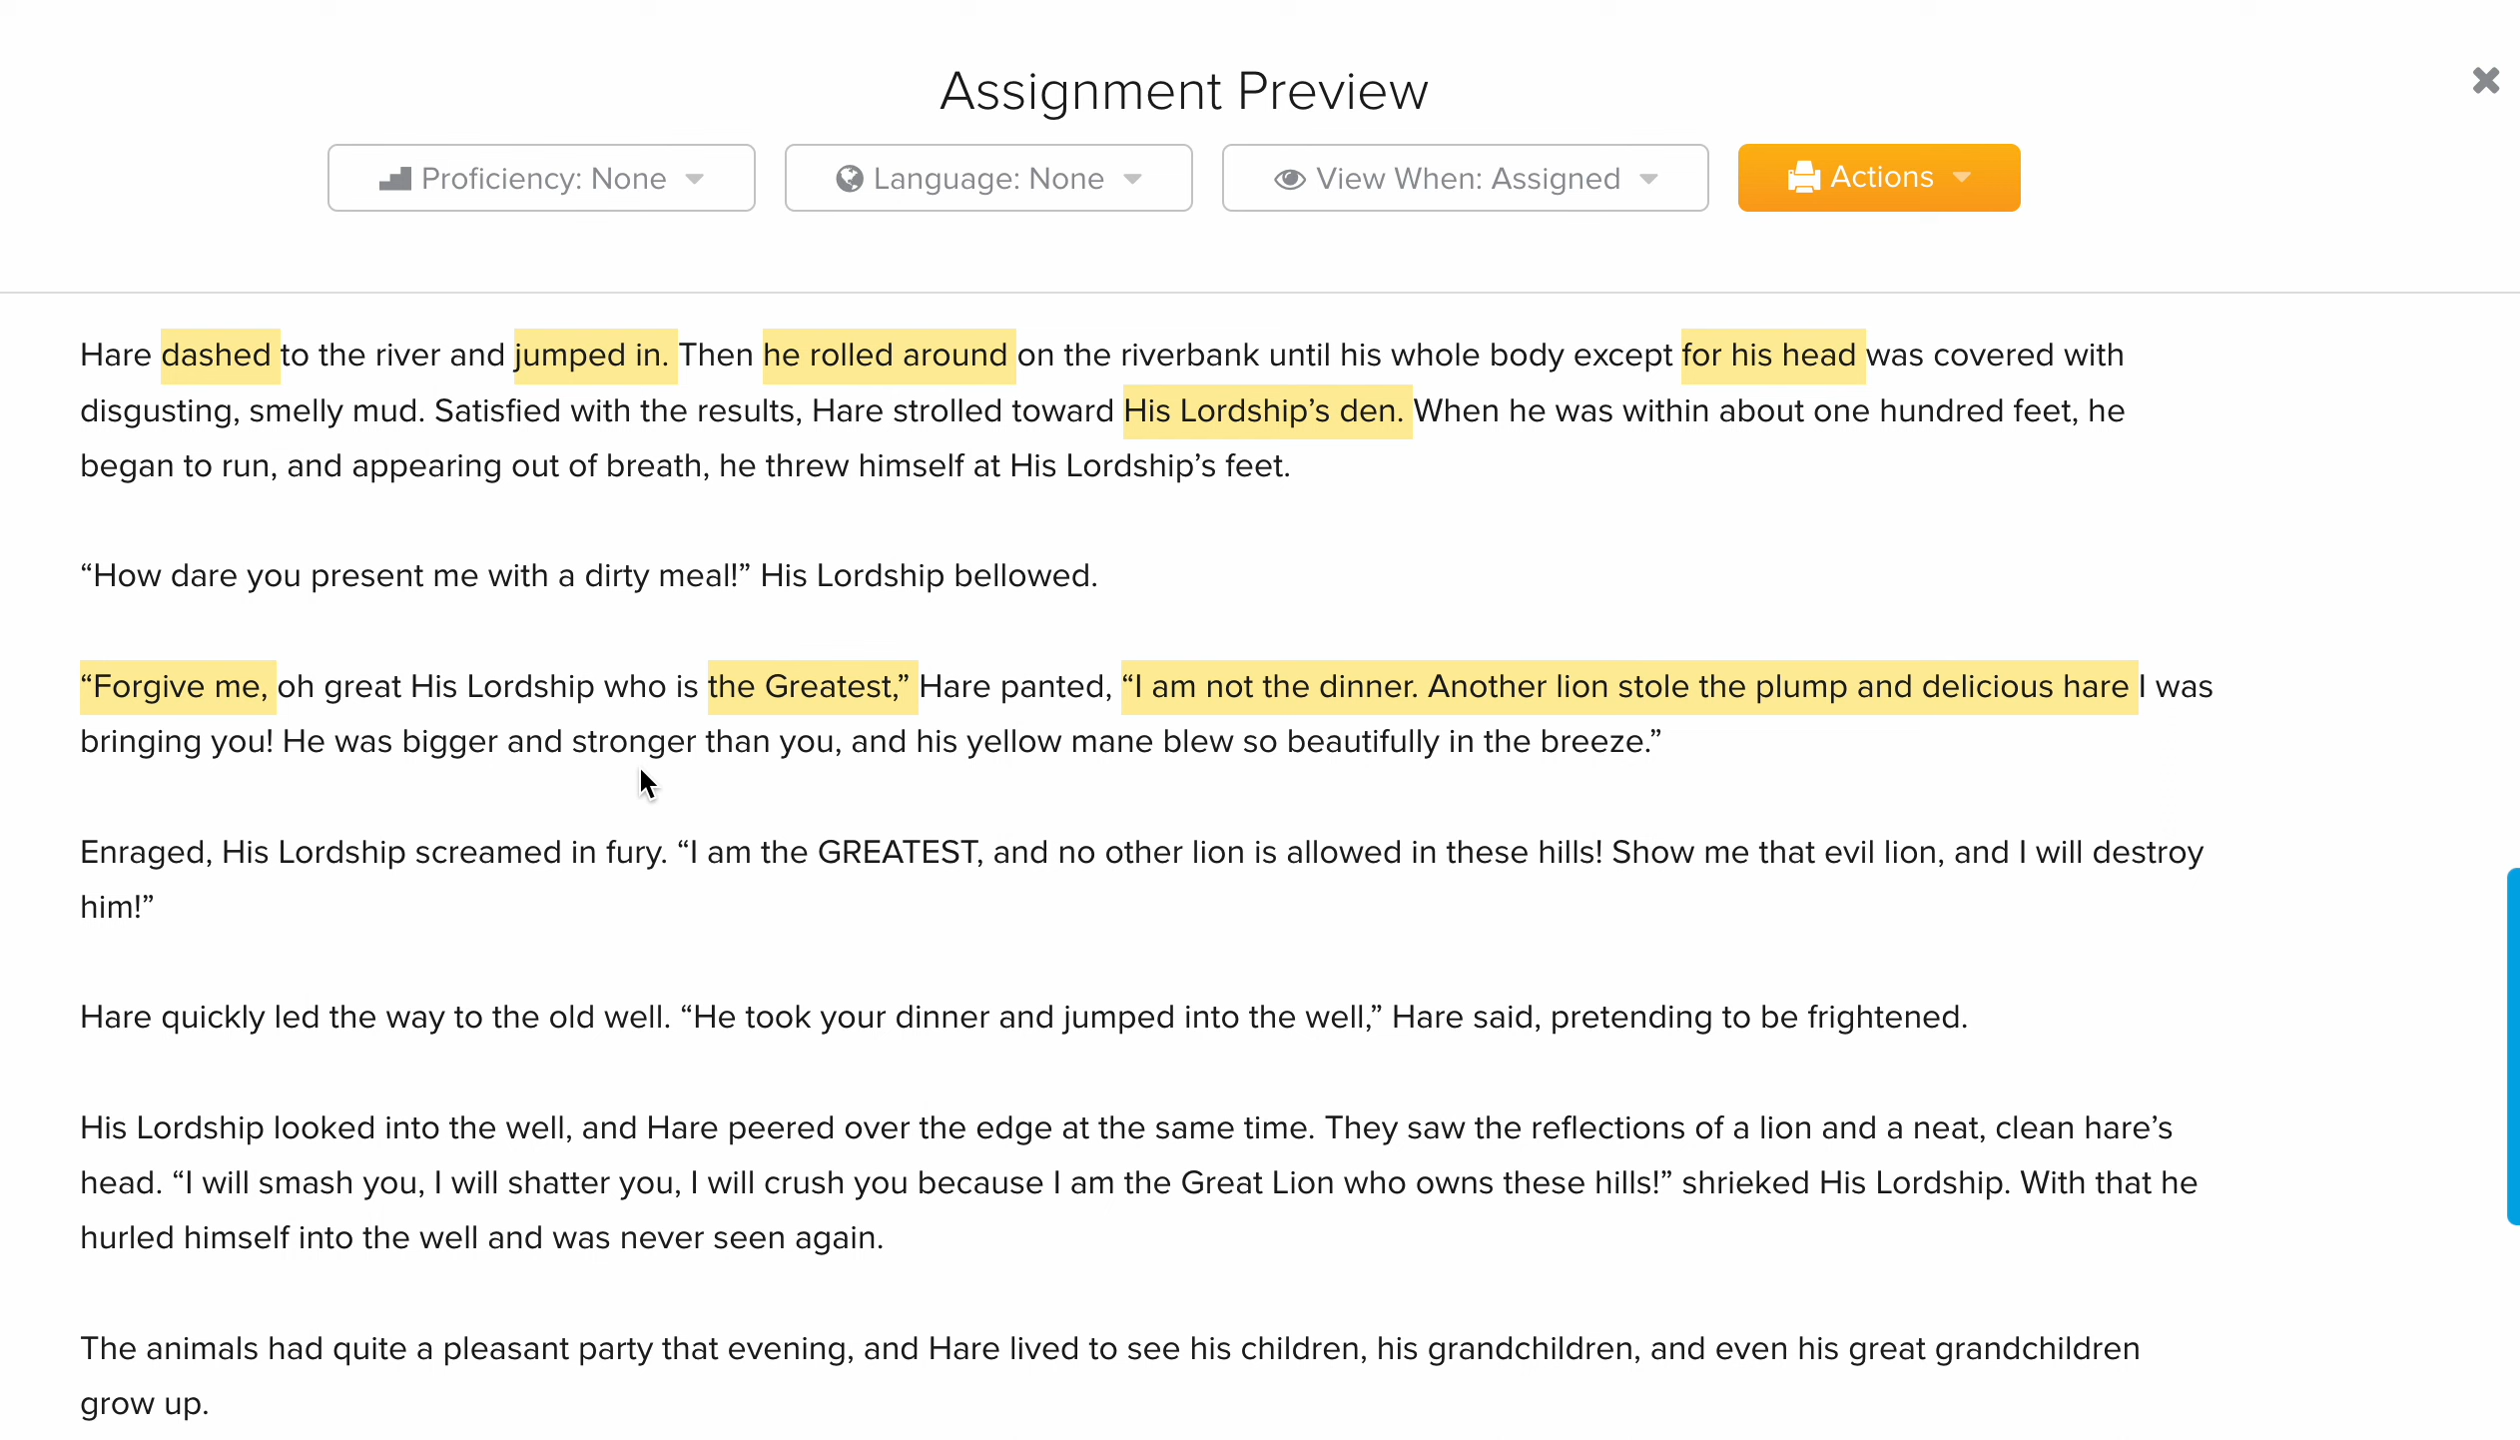 Assignment Preview
Proficiency: None
Language: None
View When: Assigned
Actions
Hare dashed to the river and jumped in. Then he rolled around on the riverbank until his whole body except for his head was covered with
disgusting, smelly mud. Satisfied with the results, Hare strolled toward His Lordship’s den. When he was within about one hundred feet, he
began to run, and appearing out of breath, he threw himself at His Lordship’s feet.
“How dare you present me with a dirty meal!” His Lordship bellowed.
“Forgive me, oh great His Lordship who is the Greatest,” Hare panted, “I am not the dinner. Another lion stole the plump and delicious hare I was
bringing you! He was bigger and stronger than you, and his yellow mane blew so beautifully in the breeze.”
Enraged, His Lordship screamed in fury. “I am the GREATEST, and no other lion is allowed in these hills! Show me that evil lion, and I will destroy
him!”
Hare quickly led the way to the old well. “He took your dinner and jumped into the well,” Hare said, pretending to be frightened.
His Lordship looked into the well, and Hare peered over the edge at the same time. They saw the reflections of a lion and a neat, clean hare’s
head. “I will smash you, I will shatter you, I will crush you because I am the Great Lion who owns these hills!” shrieked His Lordship. With that he
hurled himself into the well and was never seen again.
The animals had quite a pleasant party that evening, and Hare lived to see his children, his grandchildren, and even his great grandchildren
grow up.